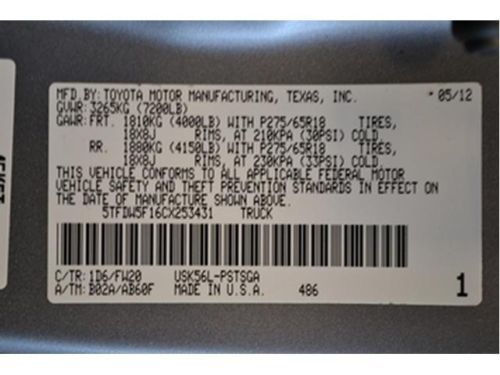 MFD. BY: TOYOTA MOTOR MANUFACTURING, TEXAS, INC. 05/12
GVWR: 3265KG (7200LB)
GAWR: FRT. 1810KG (4000LB) WITH P275/65R18 TIRES,
18X8J RIMS, AT 210KPA (30PSI) COLD
RR. 1880KG (4150LB) WITH P275/65R18 TIRES,
18X8J RIMS, AT 230KPA (33PSI) COLD.
THIS VEHICLE CONFORMS TO ALL APPLICABLE FEDERAL MOTOR
VEHICLE SAFETY AND THEFT PREVENTION STANDARDS IN EFFECT ON
THE DATE OF MANUFACTURE SHOWN ABOVE.
5TFDW5F16CX253431 TRUCK
C/TR: 1D6/FW20 USK56L-PSTSGA
A/TM: B02A/AB60F MADE IN U.S.A. 486 1